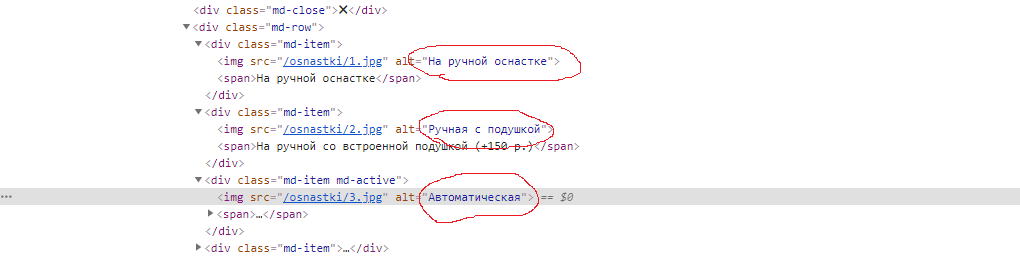 <div class="md-close">✕</div>
▼<div class="md-row">
▼<div class="md-item">
<img src="/osnastki/1.jpg" alt="На ручной оснастке">
<span>На ручной оснастке</span>
</div>
▼<div class="md-item">
<img src="/osnastki/2.jpg" alt="Ручная с подушкой">
<span>На ручной со встроенной подушкой (+150 р.)</span>
</div>
▼<div class="md-item md-active">
… <img src="/osnastki/3.jpg" alt="Автоматическая"> == $0
▶<span>…</span>
</div>
▶<div class="md-item">…</div>